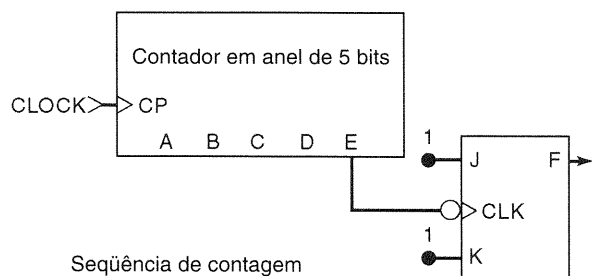 Contador em anel de 5 bits
CLOCK CP
A B C D E
1
J F
CLK
1
K
Seqüência de contagem